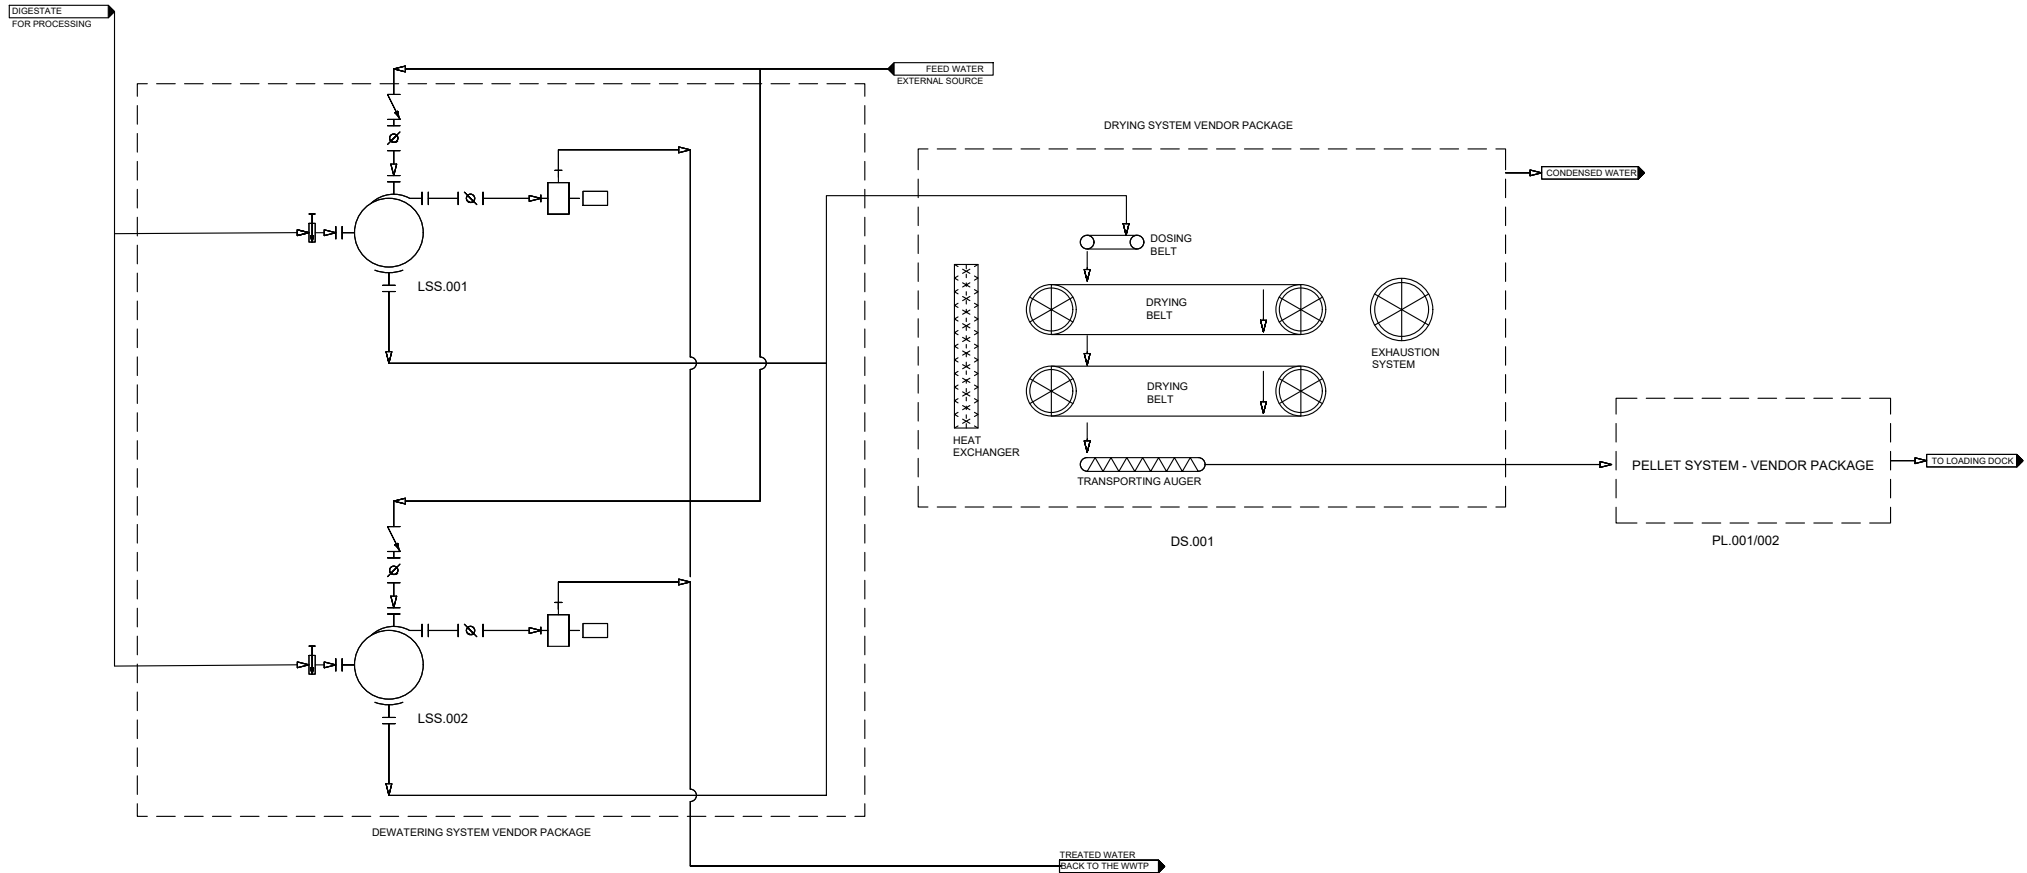 DIGESTATE
FOR PROCESSING
FEED WATER
EXTERNAL SOURCE
DRYING SYSTEM VENDOR PACKAGE
CONDENSED WATER
DOSING
BELT
LSS.001
DRYING
BELT
EXHAUSTION
SYSTEM
DRYING
BELT
HEAT
EXCHANGER
TRANSPORTING AUGER
PELLET SYSTEM - VENDOR PACKAGE
TO LOADING DOCK
DS.001
PL.001/002
LSS.002
DEWATERING SYSTEM VENDOR PACKAGE
TREATED WATER
BACK TO THE WWTP